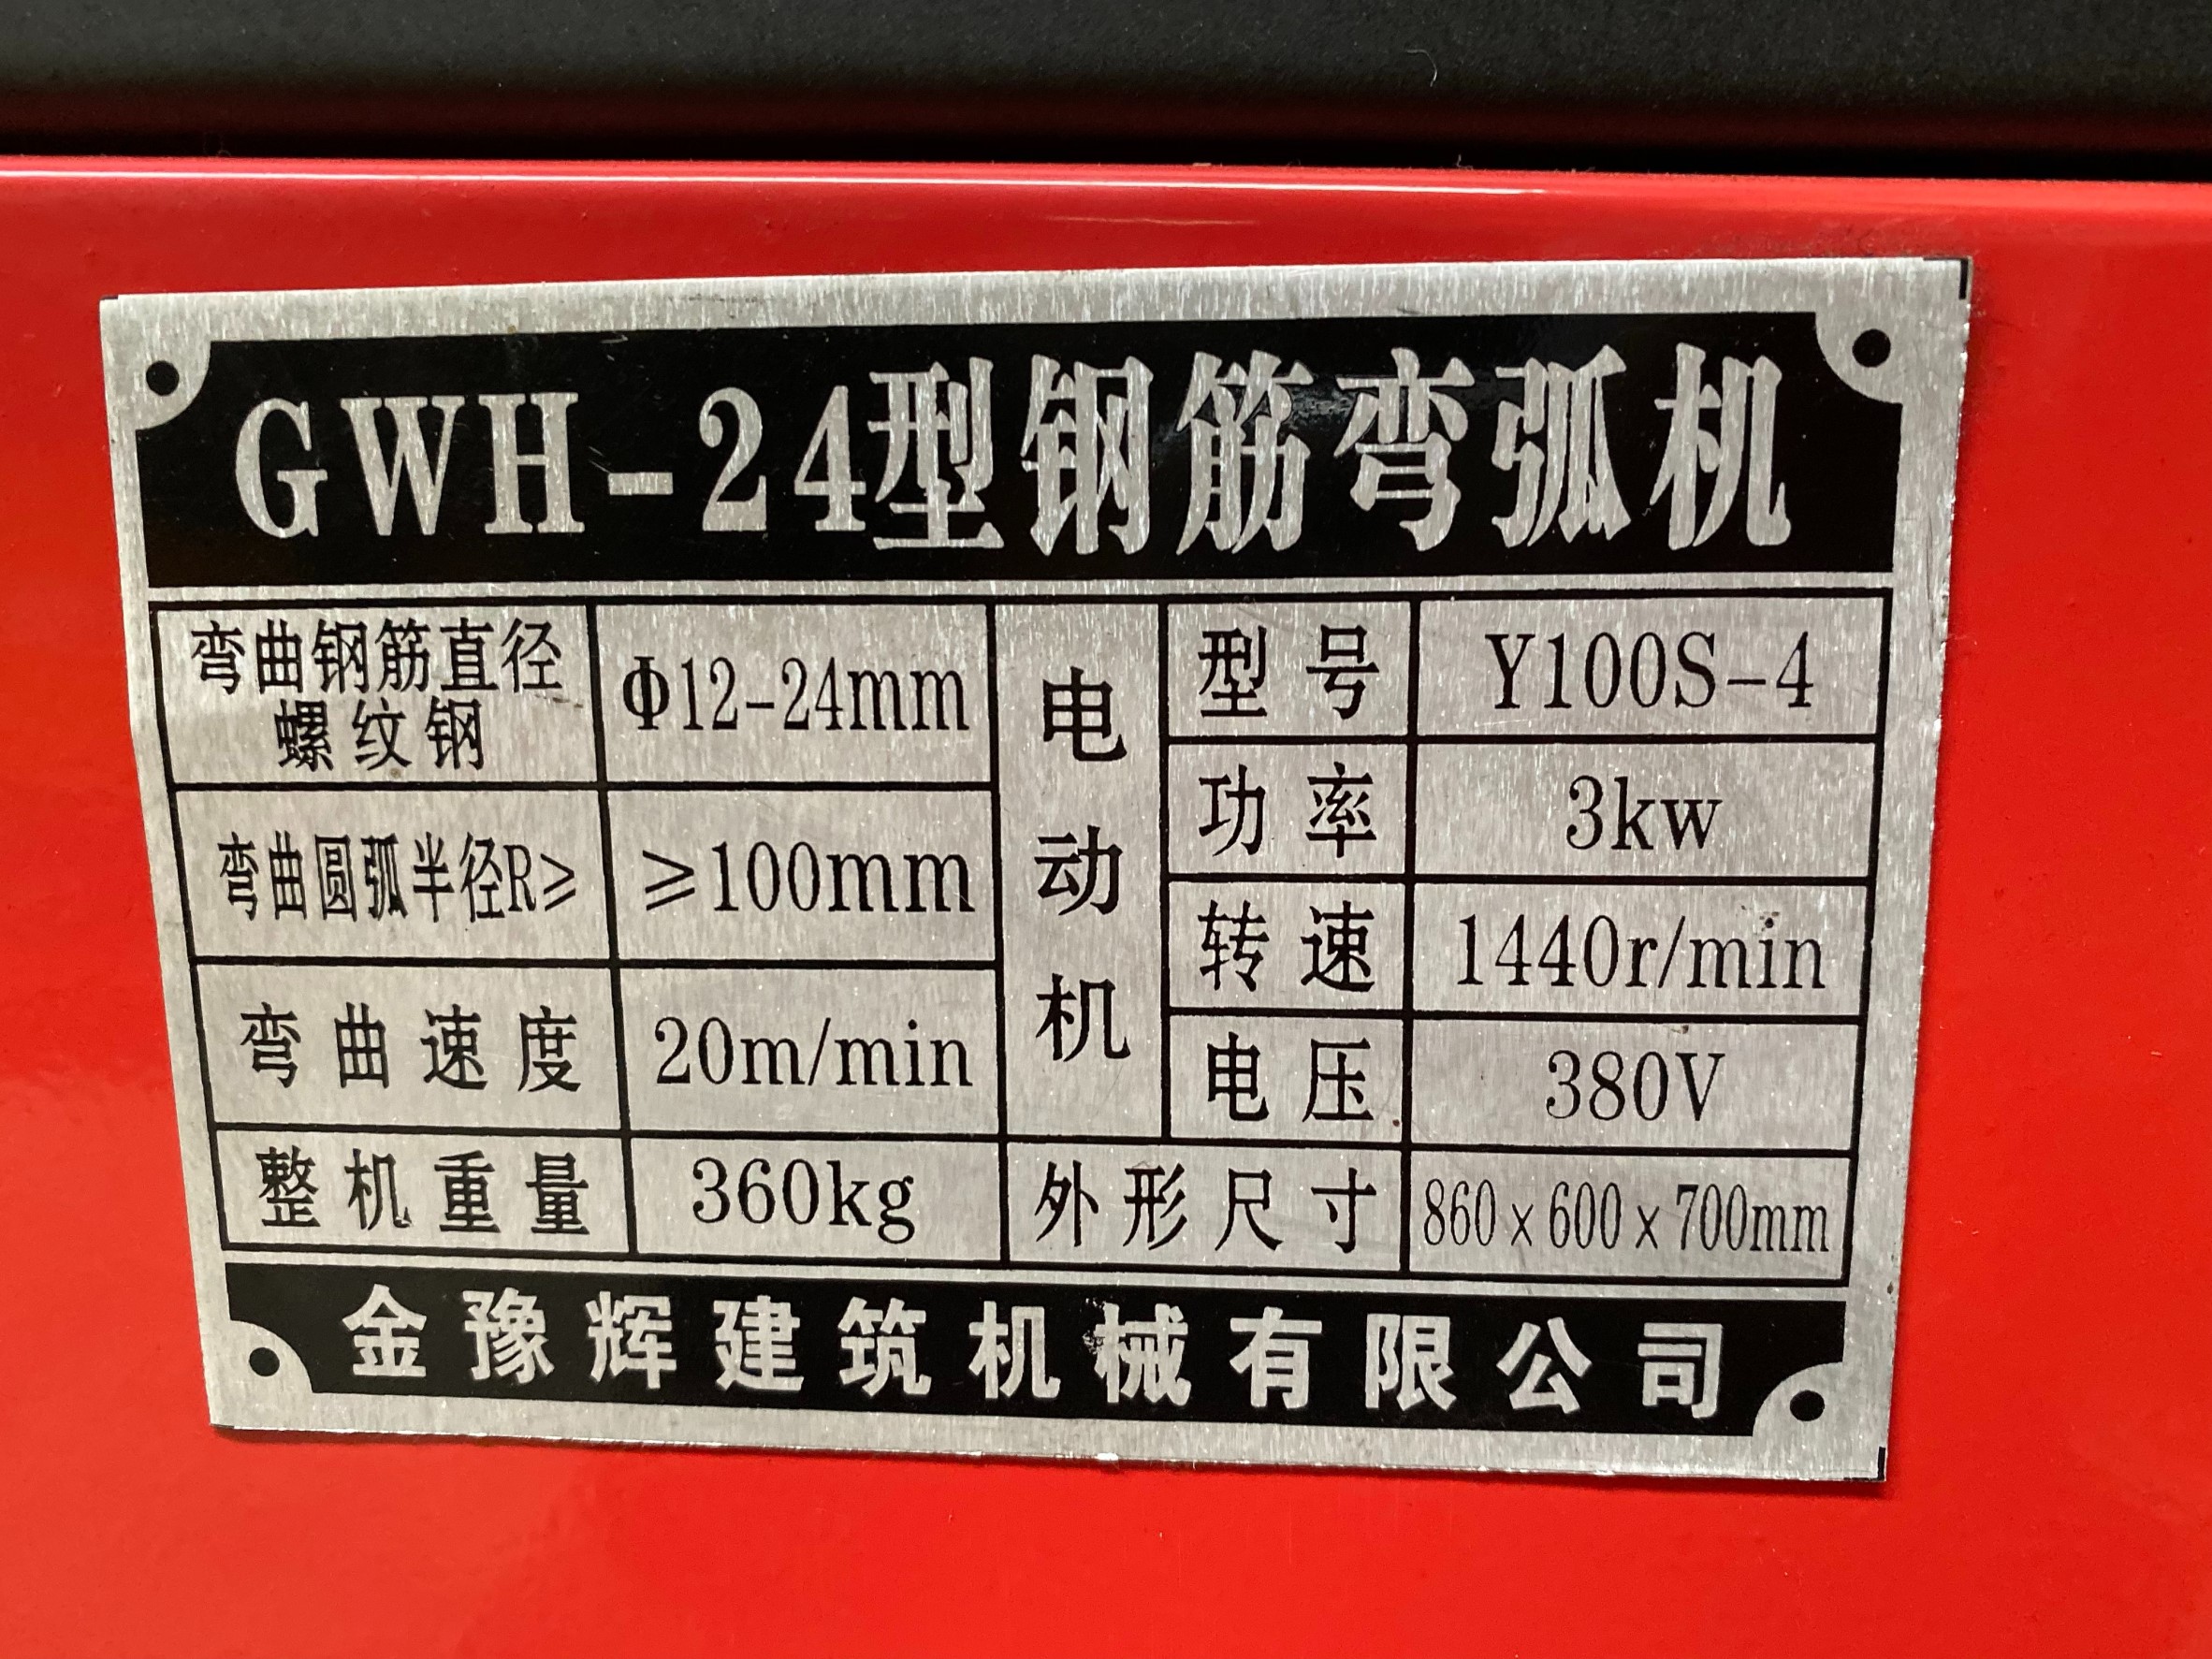 GWH-24型钢筋弯弧机
弯曲钢筋直径
螺纹钢
Φ12-24mm
弯曲圆弧半径R≥
≥100mm
弯曲速度
20m/min
整机重量
360kg
电动机
型号
Y100S-4
功率
3kw
转速
1440r/min
电压
380V
外形尺寸
860×600×700mm
金豫辉建筑机械有限公司